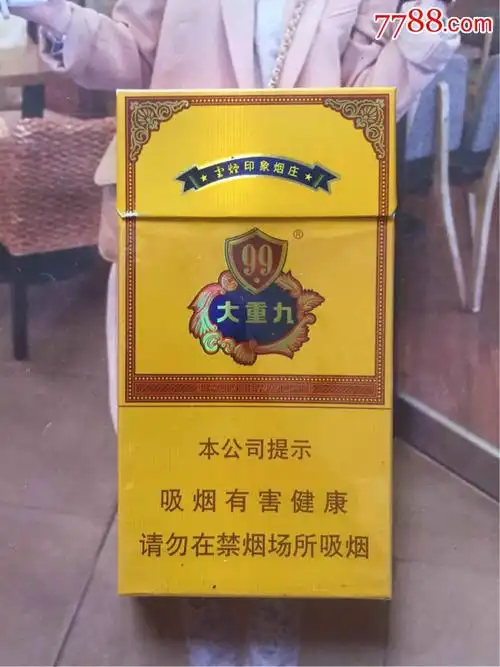 7788.com
★云烟印象烟庄★
99
®
大重九
本公司提示
吸烟有害健康
请勿在禁烟场所吸烟